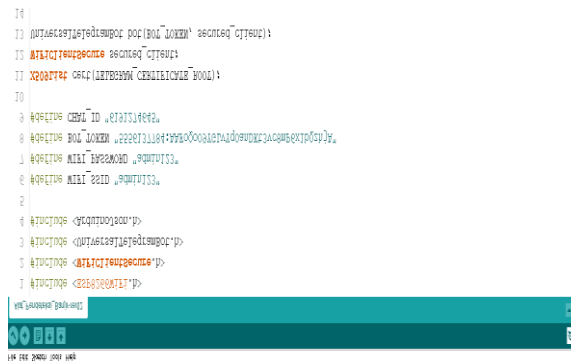 File Edit Sketch Tools Help
1 #include <ESP8266WiFi.h>
2 #include <WiFiClientSecure.h>
3 #include <UniversalTelegramBot.h>
4 #include <ArduinoJson.h>
5
6 #define WIFI_SSID "admin123"
7 #define WIFI_PASSWORD "admin123"
8 #define BOT_TOKEN
9 #define CHAT_ID "6191274645"
10
11 X509List cert(TELEGRAM_CERTIFICATE_ROOT);
12 WiFiClientSecure secured_client;
13 UniversalTelegramBot bot(BOT_TOKEN, secured_client);
14